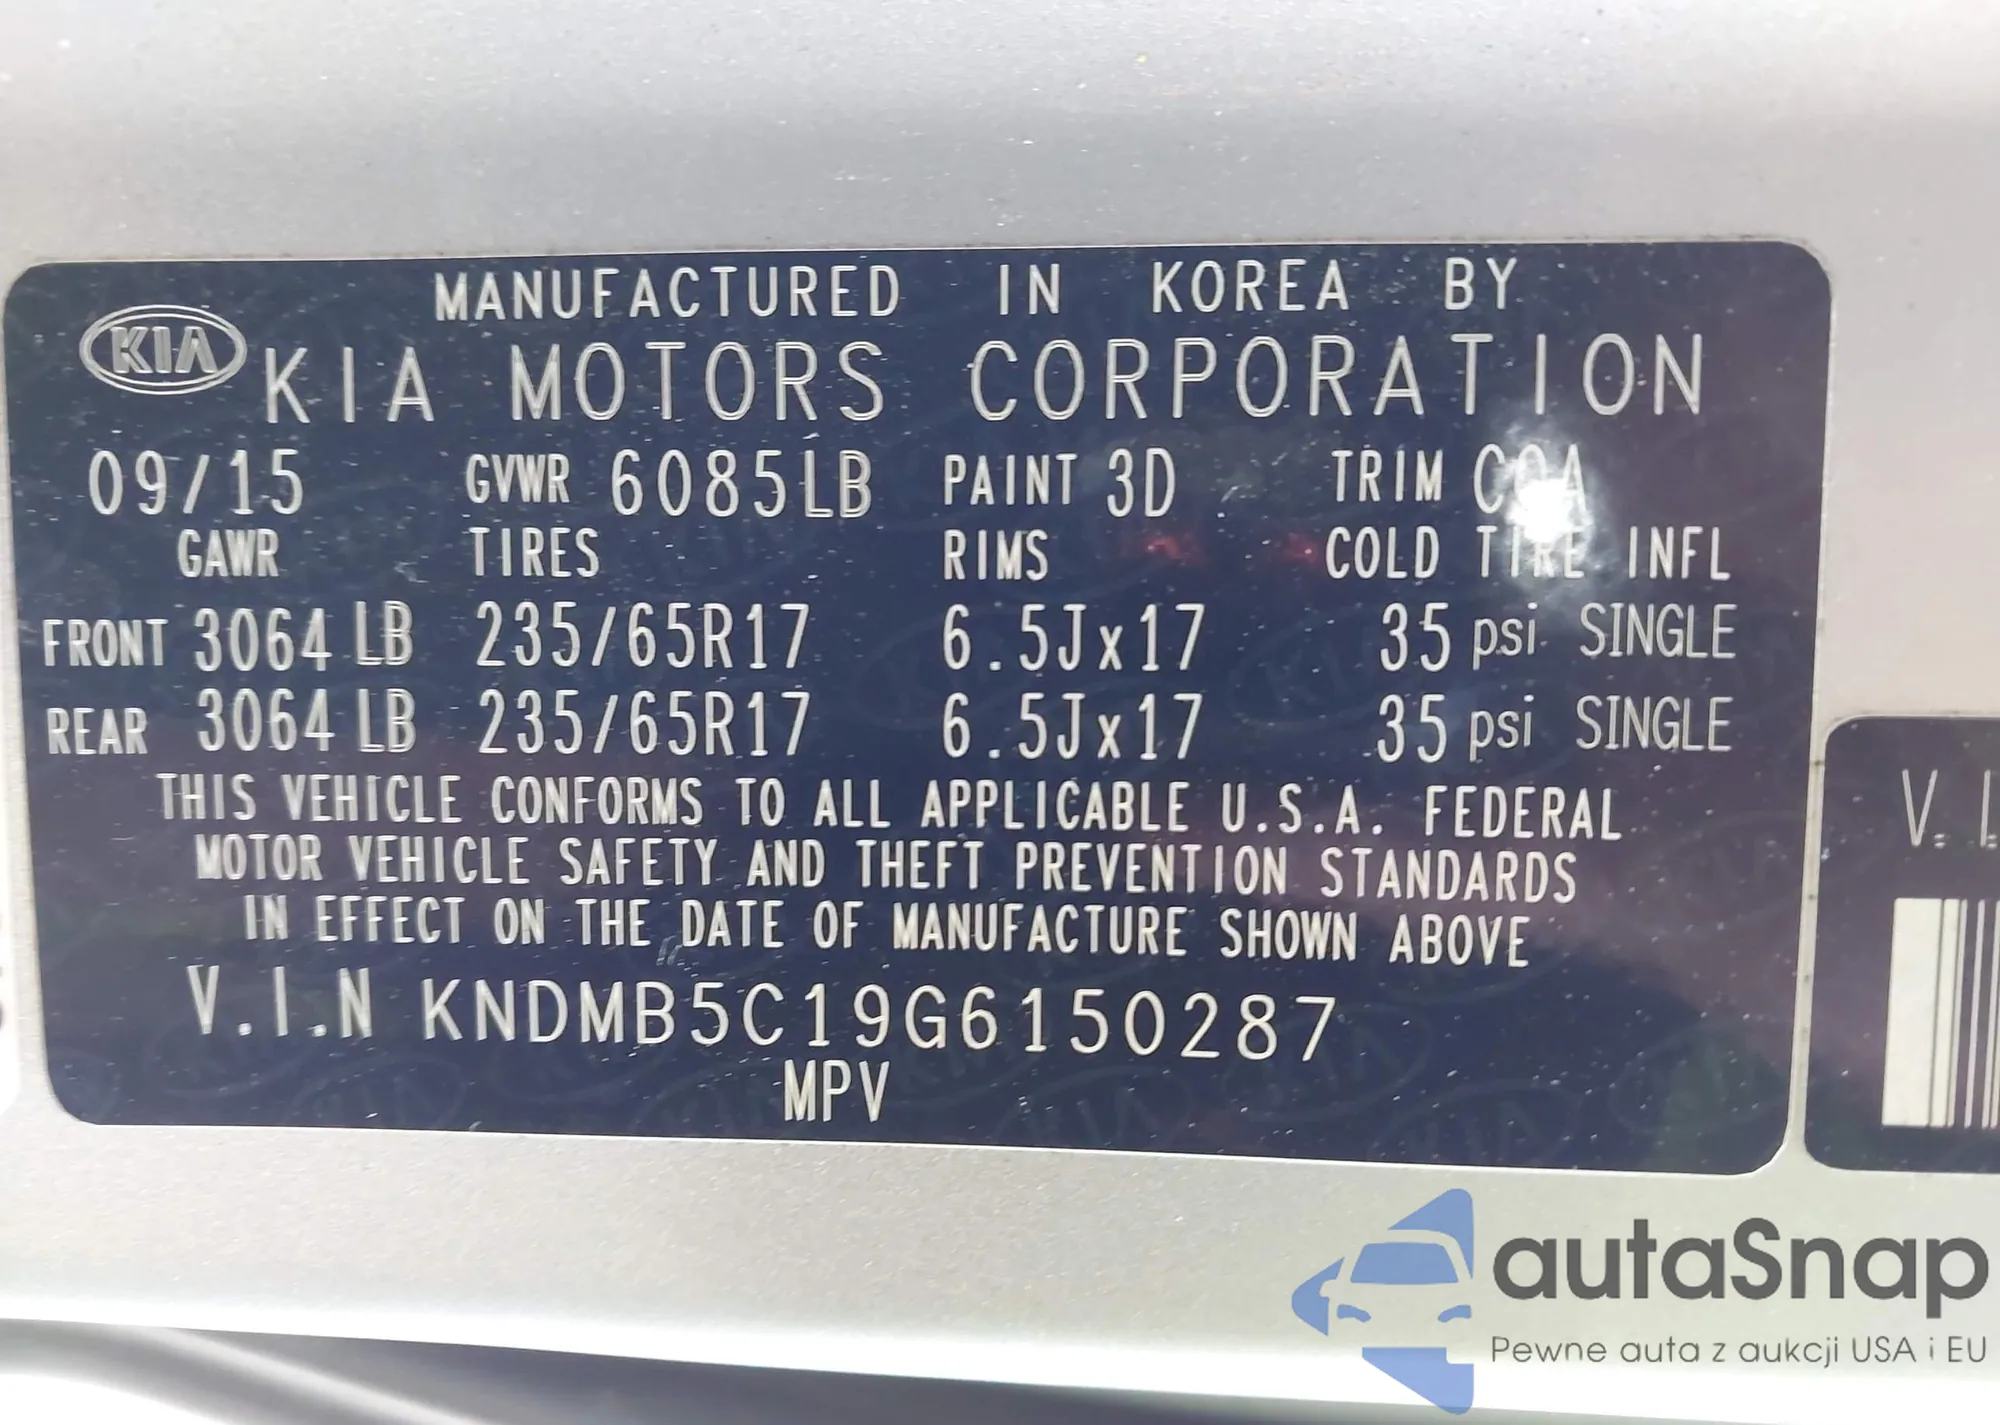 MANUFACTURED IN KOREA BY
KIA KIA MOTORS CORPORATION
09/15 GVWR 6085LB PAINT 3D TRIM
GAWR TIRES RIMS COLD TIRE INFL
FRONT 3064 LB 235/65R17 6.5Jx17 35 psi SINGLE
REAR 3064 LB 235/65R17 6.5Jx17 35 psi SINGLE
THIS VEHICLE CONFORMS TO ALL APPLICABLE U.S.A. FEDERAL
MOTOR VEHICLE SAFETY AND THEFT PREVENTION STANDARDS
IN EFFECT ON THE DATE OF MANUFACTURE SHOWN ABOVE
V.I.N KNDMB5C19G6150287
MPV
V.I.
autaSnap
Pewne auta z aukcji USA i EU